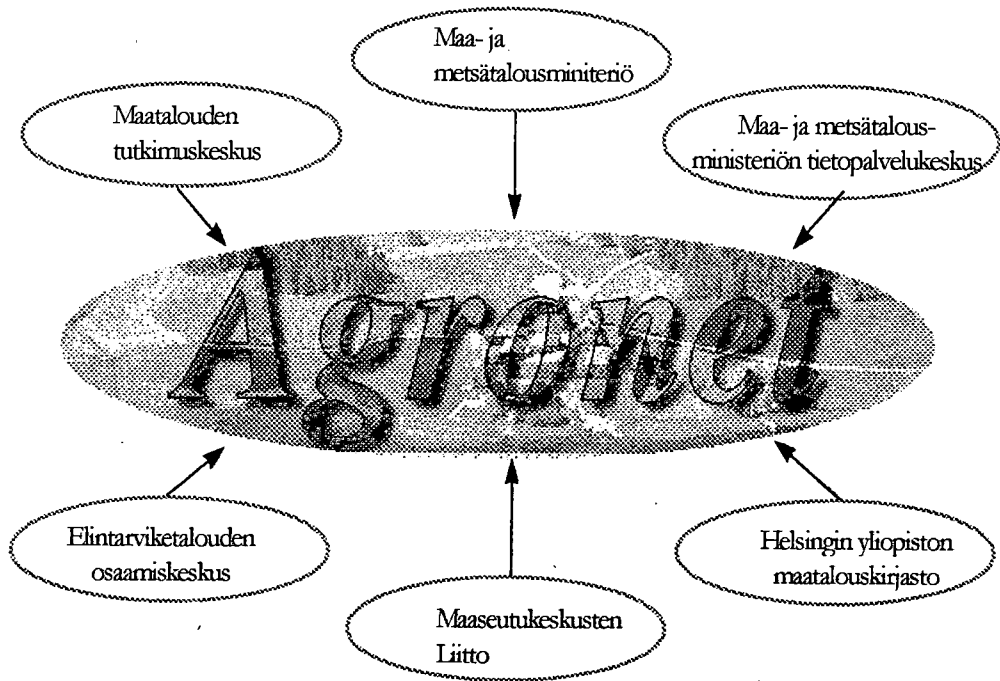 Maa- ja
metsätalousminiteriö
Maatalouden
tutkimuskeskus
Maa- ja metsätalous-
ministeriön tietopalvelukeskus
Agronet
Elintarviketalouden
osaamiskeskus
Helsingin yliopiston
maatalouskirjasto
Maaseutukeskusten
Liitto